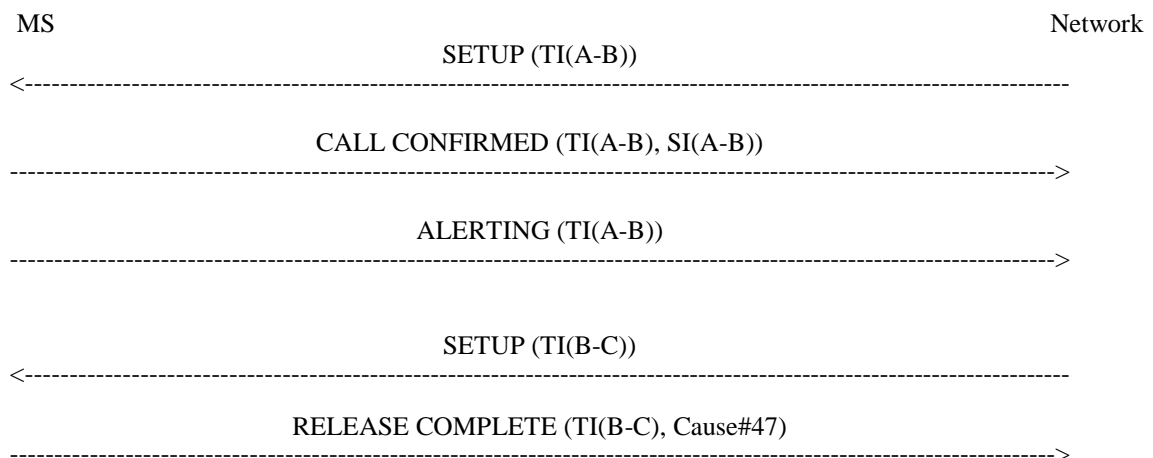 MS Network
SETUP (TI(A-B))
<------------------------------------------------------------------------------------------------------------------------
CALL CONFIRMED (TI(A-B), SI(A-B))
------------------------------------------------------------------------------------------------------------------------>
ALERTING (TI(A-B))
------------------------------------------------------------------------------------------------------------------------>
SETUP (TI(B-C))
<------------------------------------------------------------------------------------------------------------------------
RELEASE COMPLETE (TI(B-C), Cause#47)
------------------------------------------------------------------------------------------------------------------------>